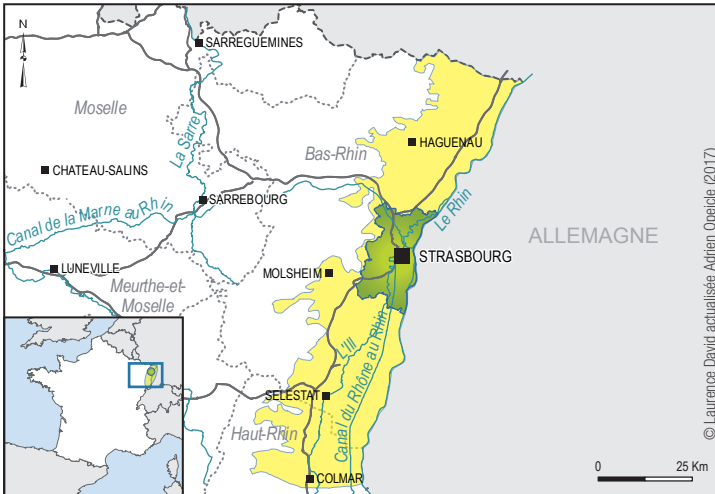 N
SARREGUEMINES
Moselle
La Sarre
Bas-Rhin
HAGUENAU
CHATEAU-SALINS
SARREBOURG
Canal de la Marne au Rhin
Le Rhin
ALLEMAGNE
STRASBOURG
LUNEVILLE
MOLSHEIM
Meurthe-et-
Moselle
L'Ill
Canal du Rhône au Rhin
SELESTAT
Haut-Rhin
COLMAR
0 25 Km
© Laurence David actualisée Adrien Opeicle (2017)